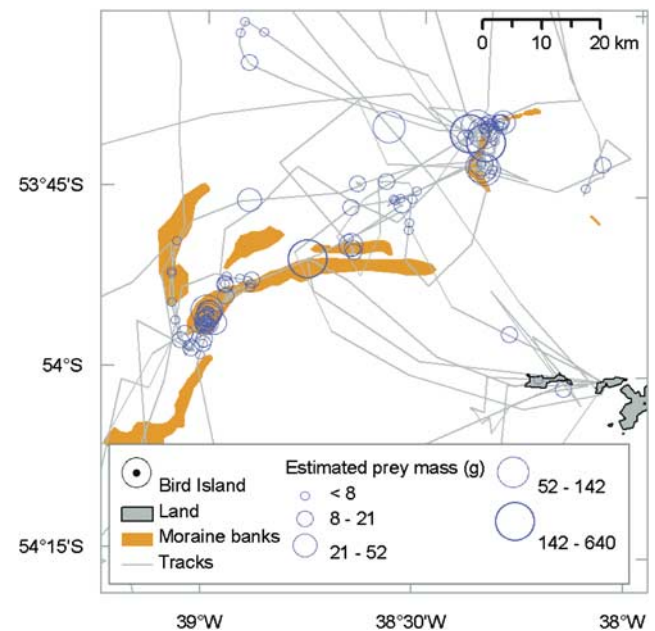 0 10 20 km
53°45'S
54°S
54°15'S
Bird Island
Land
Moraine banks
Tracks
Estimated prey mass (g)
< 8
8 - 21
21 - 52
52 - 142
142 - 640
39°W 38°30'W 38°W